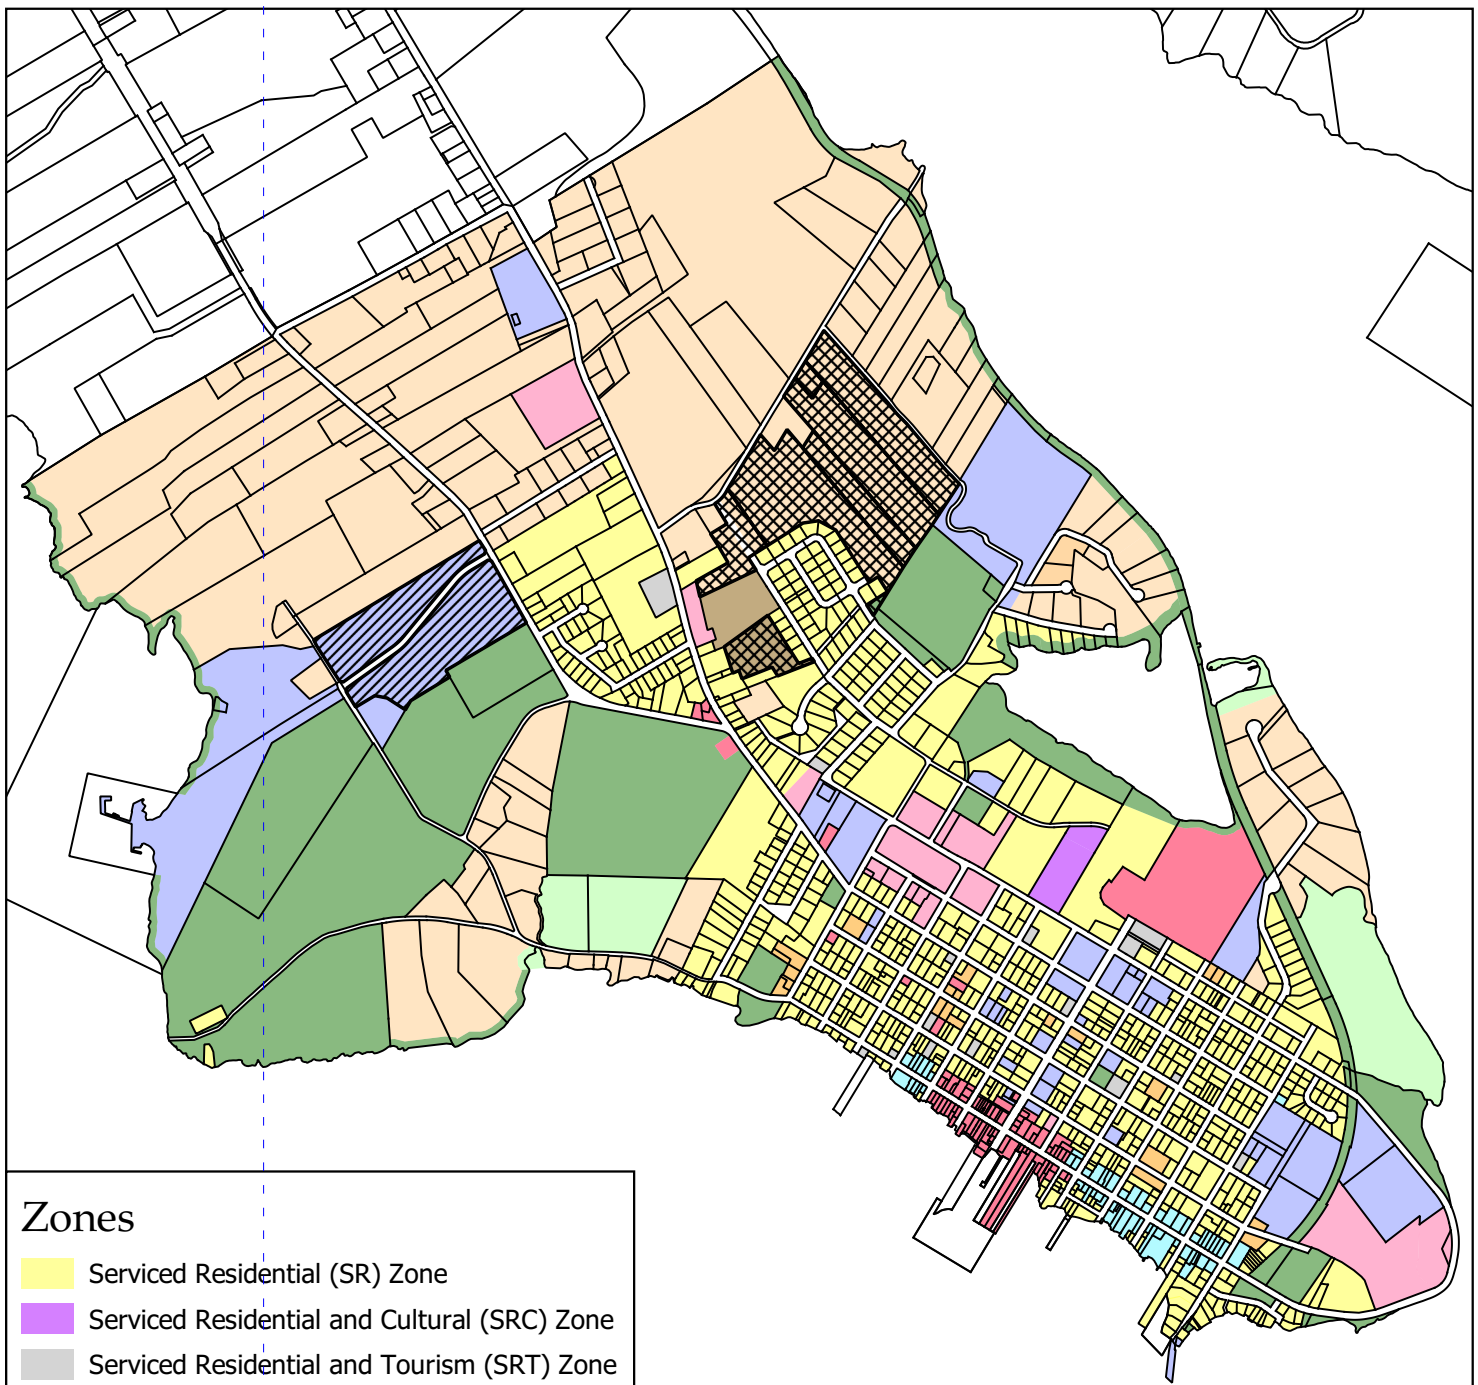 Zones
Serviced Residential (SR) Zone
Serviced Residential and Cultural (SRC) Zone
Serviced Residential and Tourism (SRT) Zone